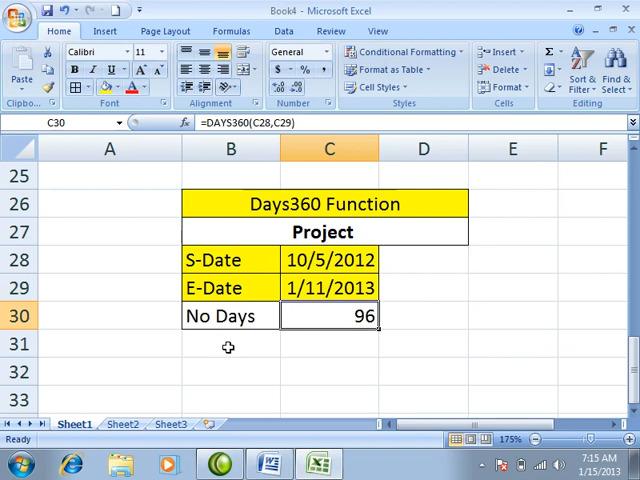 Book4 - Microsoft Excel
Home Insert Page Layout Formulas Data Review View
Paste
Calibri 11
B I U A A
General
$ % ,
Conditional Formatting
Format as Table
Cell Styles
Insert
Delete
Format
Σ
Sort & Filter
Find & Select
Clipboard Font Alignment Number Styles Cells Editing
C30 fx =DAYS360(C28,C29)
A B C D E F
25
26 Days360 Function
27 Project
28 S-Date 10/5/2012
29 E-Date 1/11/2013
30 No Days 96
31
32
33
Sheet1 Sheet2 Sheet3
Ready 175%
7:15 AM
1/15/2013